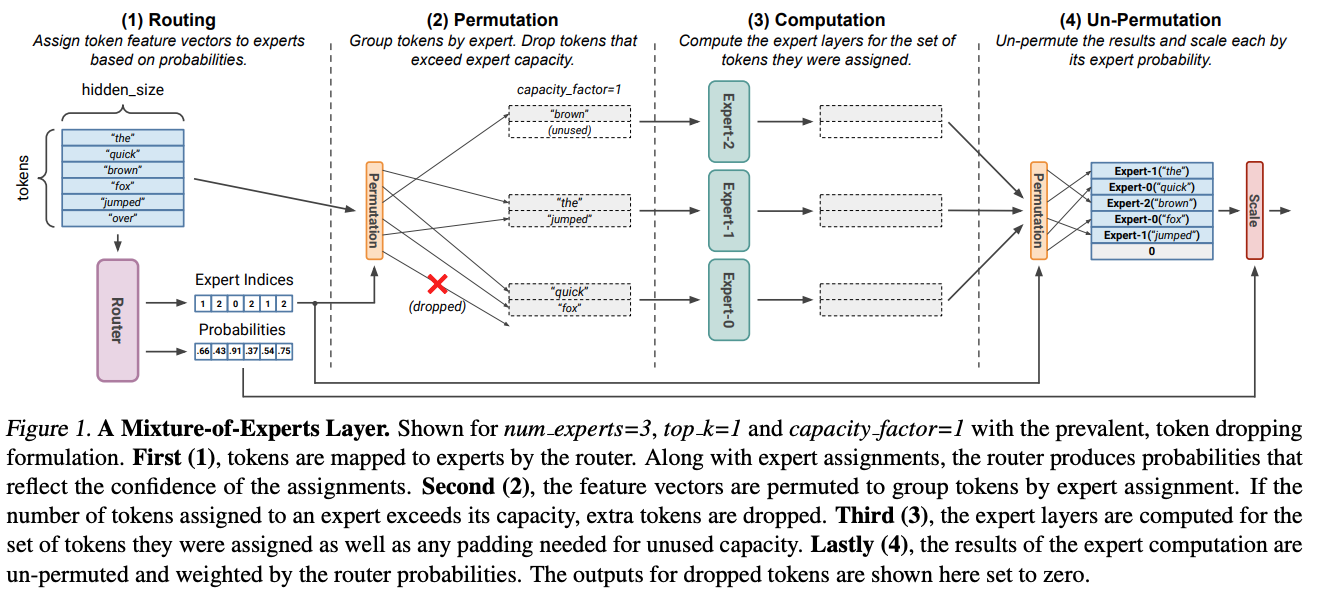 (1) Routing
Assign token feature vectors to experts
based on probabilities.
hidden_size
tokens
"the"
"quick"
"brown"
"fox"
"jumped"
"over"
Router
Expert Indices
1 2 0 2 1 2
Probabilities
.66 .43 .91 .37 .54 .75
(2) Permutation
Group tokens by expert. Drop tokens that
exceed expert capacity.
capacity_factor=1
Permutation
"brown"
(unused)
"the"
"jumped"
"quick"
"fox"
(dropped)
(3) Computation
Compute the expert layers for the set of
tokens they were assigned.
Expert-2
Expert-1
Expert-0
(4) Un-Permutation
Un-permute the results and scale each by
its expert probability.
Permutation
Expert-1("the")
Expert-0("quick")
Expert-2("brown")
Expert-0("fox")
Expert-1("jumped")
0
Scale
Figure 1. A Mixture-of-Experts Layer. Shown for num_experts=3, top_k=1 and capacity_factor=1 with the prevalent, token dropping
formulation. First (1), tokens are mapped to experts by the router. Along with expert assignments, the router produces probabilities that
reflect the confidence of the assignments. Second (2), the feature vectors are permuted to group tokens by expert assignment. If the
number of tokens assigned to an expert exceeds its capacity, extra tokens are dropped. Third (3), the expert layers are computed for the
set of tokens they were assigned as well as any padding needed for unused capacity. Lastly (4), the results of the expert computation are
un-permuted and weighted by the router probabilities. The outputs for dropped tokens are shown here set to zero.